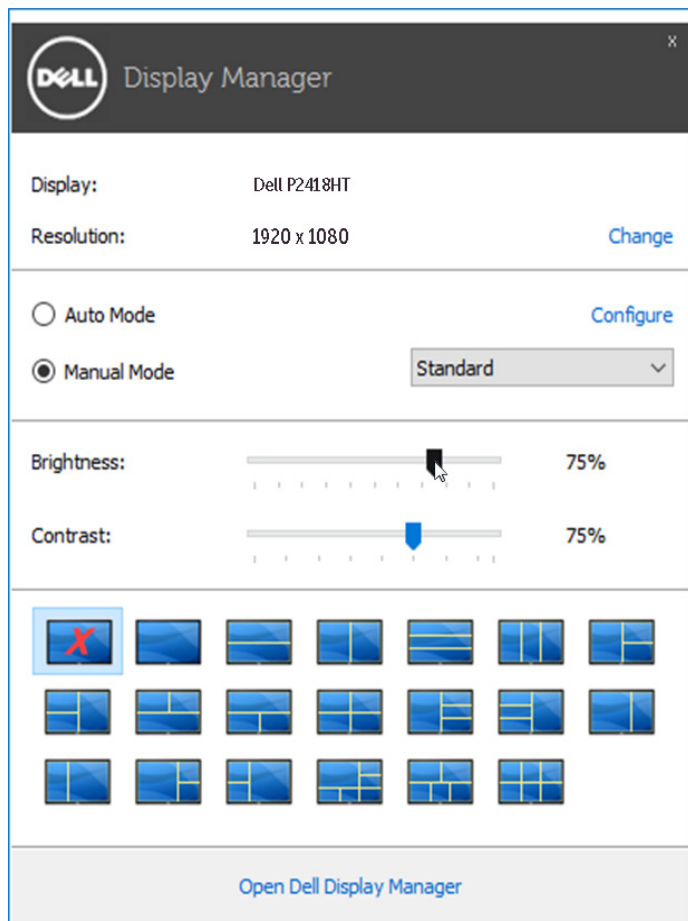 x
DELL Display Manager
Display: Dell P2418HT
Resolution: 1920 x 1080 Change
Auto Mode Configure
Manual Mode Standard
Brightness: 75%
Contrast: 75%
X
Open Dell Display Manager